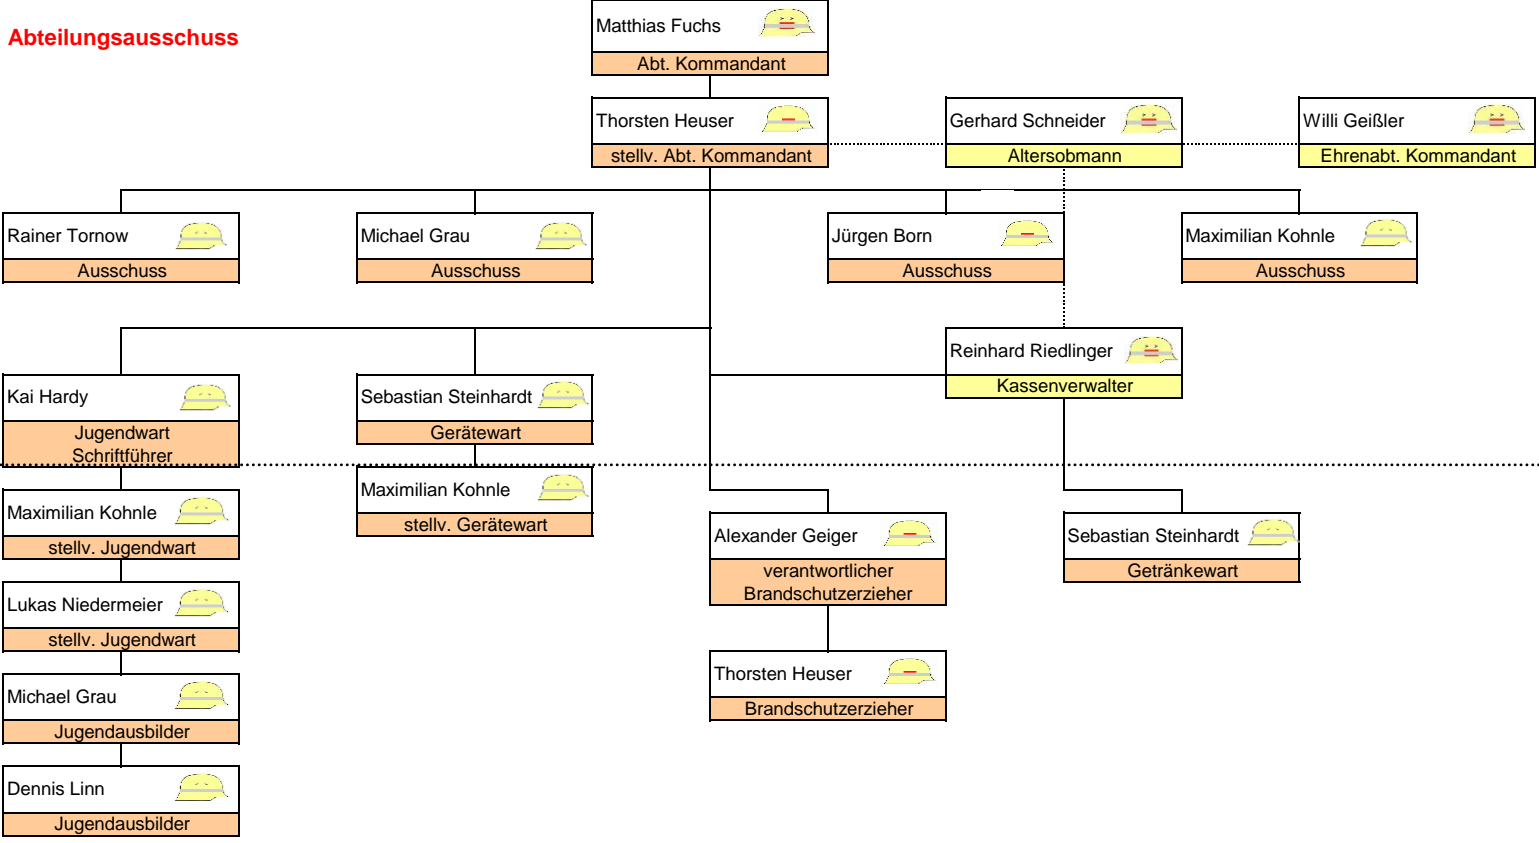 Abteilungsausschuss
Matthias Fuchs
Abt. Kommandant
Thorsten Heuser
stellv. Abt. Kommandant
Gerhard Schneider
Altersobmann
Willi Geißler
Ehrenabt. Kommandant
Rainer Tornow
Ausschuss
Michael Grau
Ausschuss
Jürgen Born
Ausschuss
Maximilian Kohnle
Ausschuss
Reinhard Riedlinger
Kassenverwalter
Kai Hardy
Jugendwart
Schriftführer
Sebastian Steinhardt
Gerätewart
Maximilian Kohnle
stellv. Gerätewart
Maximilian Kohnle
stellv. Jugendwart
Alexander Geiger
verantwortlicher
Brandschutzerzieher
Sebastian Steinhardt
Getränkewart
Lukas Niedermeier
stellv. Jugendwart
Thorsten Heuser
Brandschutzerzieher
Michael Grau
Jugendausbilder
Dennis Linn
Jugendausbilder